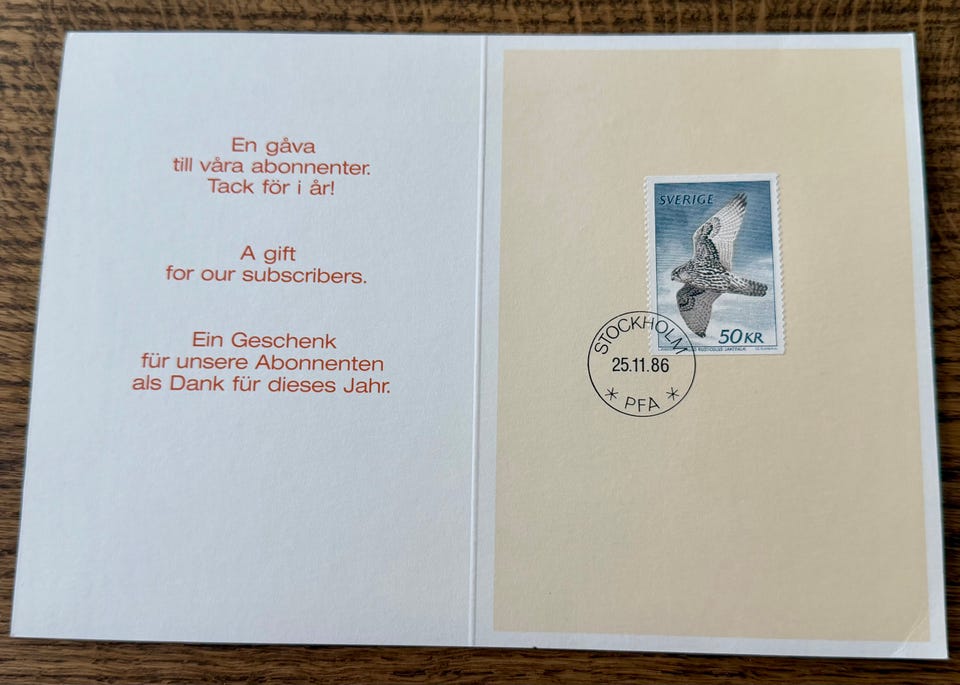 En gåva
till våra abonnenter.
Tack för i år!
A gift
for our subscribers.
Ein Geschenk
für unsere Abonnenten
als Dank für dieses Jahr.
SVERIGE
50 KR
STOCKHOLM
25.11.86
* PFA *